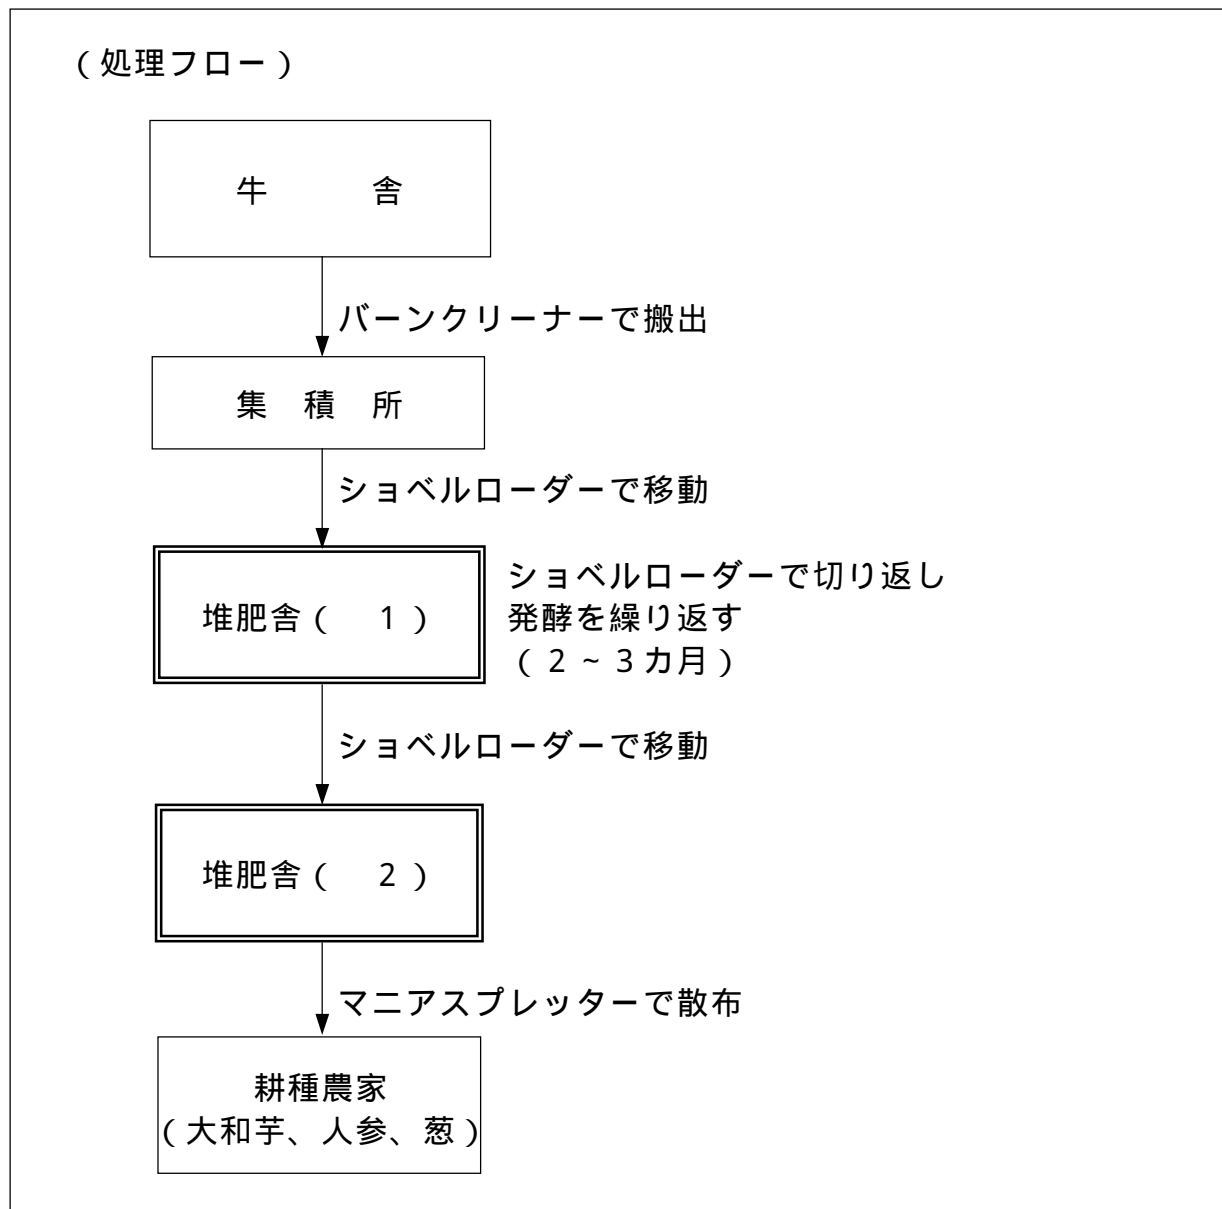 （処理フロー）
牛　　　舎
バーンクリーナーで搬出
集　積　所
ショベルローダーで移動
堆肥舎（　1）
ショベルローダーで切り返し
発酵を繰り返す
（2～3カ月）
ショベルローダーで移動
堆肥舎（　2）
マニアスプレッターで散布
耕種農家
（大和芋、人参、葱）